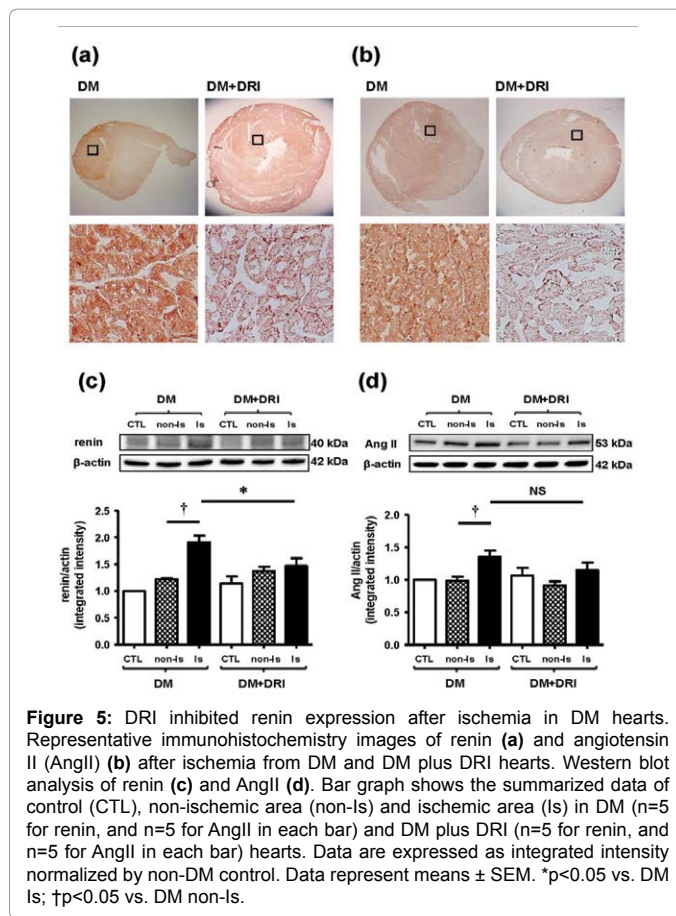 (a) (b)
DM DM+DRI DM DM+DRI
(c) (d)
DM DM+DRI DM DM+DRI
CTL non-Is Is CTL non-Is Is CTL non-Is Is CTL non-Is Is
renin 40 kDa Ang II 53 kDa
β-actin 42 kDa β-actin 42 kDa
* NS
† †
renin/actin
(integrated intensity)
2.5
2.0
1.5
1.0
0.5
0.0
Ang II/actin
(integrated intensity)
2.0
1.5
1.0
0.5
0.0
CTL non-Is Is CTL non-Is Is CTL non-Is Is CTL non-Is Is
DM DM+DRI DM DM+DRI
Figure 5: DRI inhibited renin expression after ischemia in DM hearts.
Representative immunohistochemistry images of renin (a) and angiotensin
II (AngII) (b) after ischemia from DM and DM plus DRI hearts. Western blot
analysis of renin (c) and AngII (d). Bar graph shows the summarized data of
control (CTL), non-ischemic area (non-Is) and ischemic area (Is) in DM (n=5
for renin, and n=5 for AngII in each bar) and DM plus DRI (n=5 for renin, and
n=5 for AngII in each bar) hearts. Data are expressed as integrated intensity
normalized by non-DM control. Data represent means ± SEM. *p<0.05 vs. DM
Is; †p<0.05 vs. DM non-Is.